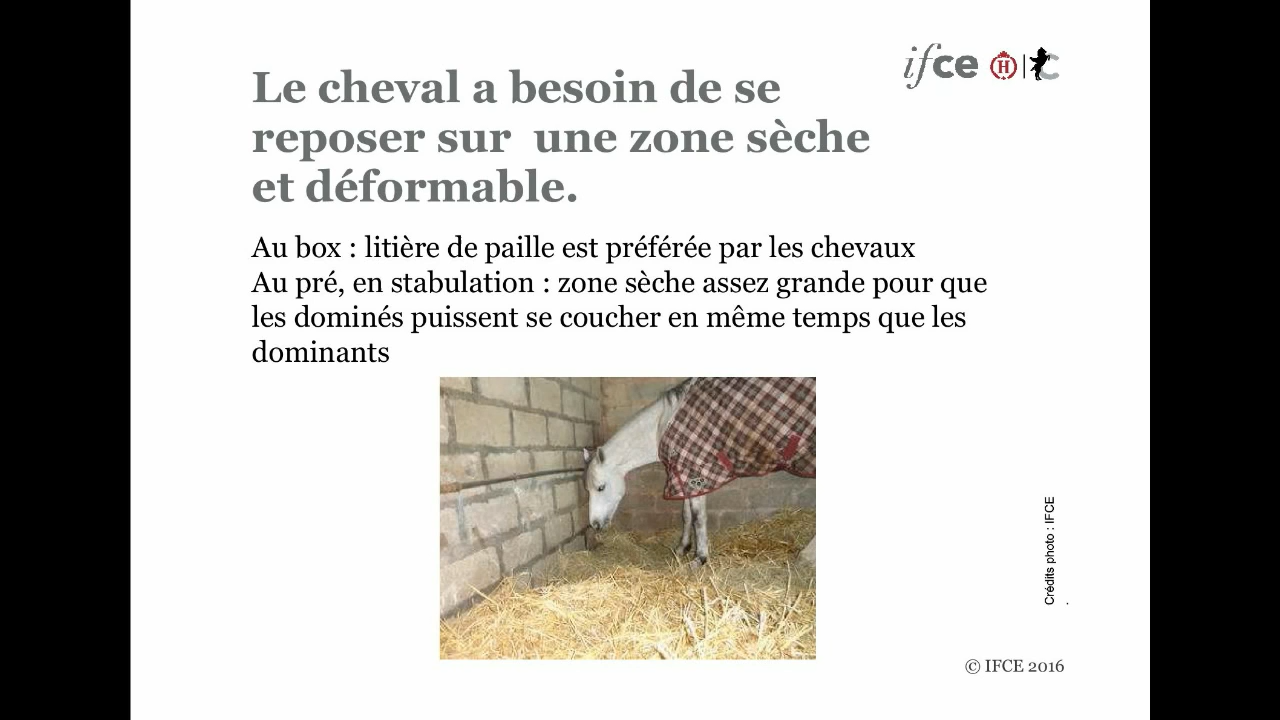 ifce H
Le cheval a besoin de se
reposer sur une zone sèche
et déformable.
Au box : litière de paille est préférée par les chevaux
Au pré, en stabulation : zone sèche assez grande pour que
les dominés puissent se coucher en même temps que les
dominants
Crédits photo : IFCE
.
© IFCE 2016